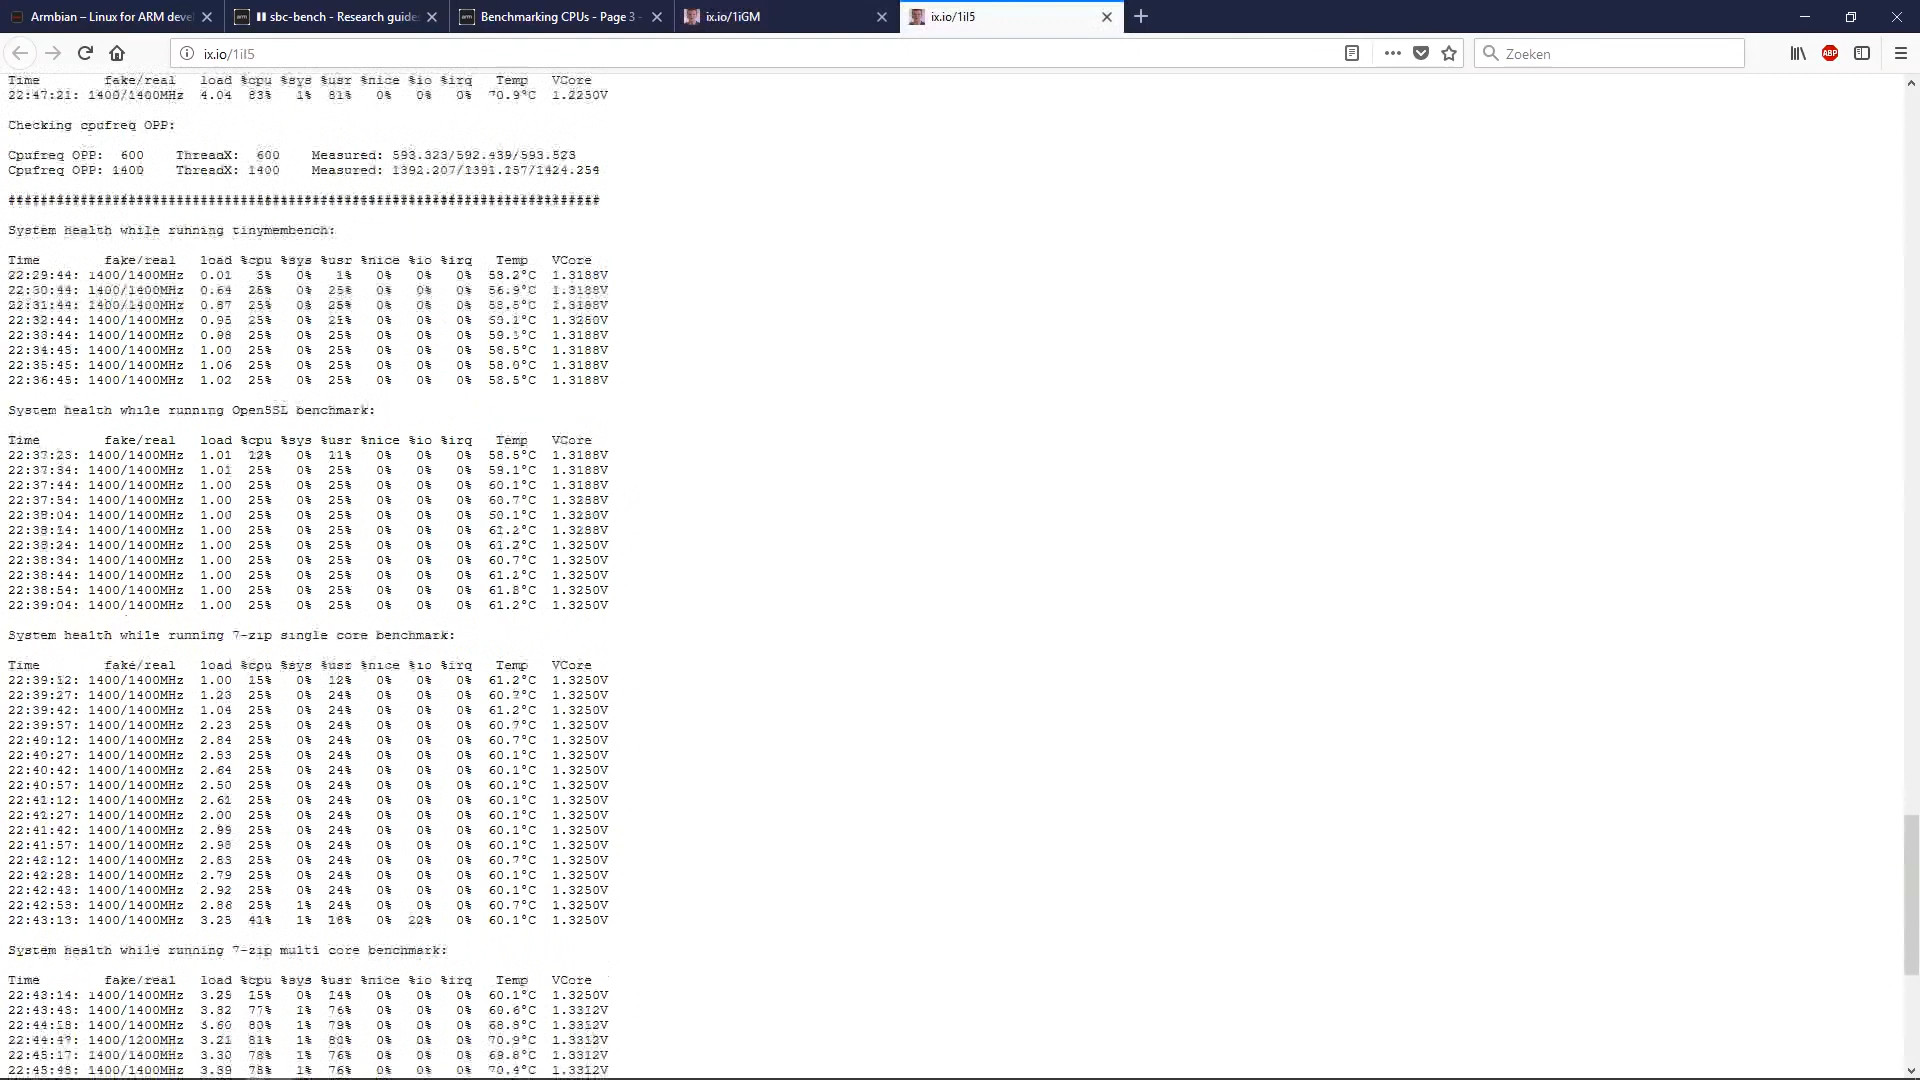 Armbian – Linux for ARM deve
sbc-bench - Research guide
Benchmarking CPUs - Page 3 -
ix.io/1iGM
ix.io/1iI5
ix.io/1iI5
Zoeken
Time fake/real load %cpu %sys %usr %nice %io %irq Temp VCore
22:47:21: 1400/1400MHz 4.04 83% 1% 81% 0% 0% 0% 70.9°C 1.2250V
Checking cpufreq OPP:
Cpufreq OPP: 600 ThreadX: 600 Measured: 593.323/592.439/593.523
Cpufreq OPP: 1400 ThreadX: 1400 Measured: 1392.207/1391.157/1424.254
##########################################################################
System health while running tinymembench:
Time fake/real load %cpu %sys %usr %nice %io %irq Temp VCore
22:29:44: 1400/1400MHz 0.01 5% 0% 1% 0% 0% 0% 53.2°C 1.3188V
22:30:44: 1400/1400MHz 0.64 25% 0% 25% 0% 0% 0% 56.9°C 1.3188V
22:31:44: 1400/1400MHz 0.87 25% 0% 25% 0% 0% 0% 58.5°C 1.3188V
22:32:44: 1400/1400MHz 0.95 25% 0% 25% 0% 0% 0% 1.3250V
22:33:44: 1400/1400MHz 0.98 25% 0% 25% 0% 0% 0% 59.1°C 1.3188V
22:34:45: 1400/1400MHz 1.00 25% 0% 25% 0% 0% 0% 58.5°C 1.3188V
22:35:45: 1400/1400MHz 1.06 25% 0% 25% 0% 0% 0% 58.0°C 1.3188V
22:36:45: 1400/1400MHz 1.02 25% 0% 25% 0% 0% 0% 58.5°C 1.3188V
System health while running OpenSSL benchmark:
Time fake/real load %cpu %sys %usr %nice %io %irq Temp VCore
22:37:23: 1400/1400MHz 1.01 12% 0% 11% 0% 0% 0% 58.5°C 1.3188V
22:37:34: 1400/1400MHz 1.01 25% 0% 25% 0% 0% 0% 59.1°C 1.3188V
22:37:44: 1400/1400MHz 1.00 25% 0% 25% 0% 0% 0% 60.1°C 1.3188V
22:37:54: 1400/1400MHz 1.00 25% 0% 25% 0% 0% 0% 60.7°C
22:38:04: 1400/1400MHz 1.00 25% 0% 25% 0% 0% 0%
22:38:14: 1400/1400MHz 1.00 25% 0% 25% 0% 0% 0% 61.2°C
22:38:24: 1400/1400MHz 1.00 25% 0% 25% 0% 0% 0% 61.2°C 1.3250V
22:38:34: 1400/1400MHz 1.00 25% 0% 25% 0% 0% 0% 60.7°C 1.3250V
22:38:44: 1400/1400MHz 1.00 25% 0% 25% 0% 0% 0% 61.2°C 1.3250V
22:38:54: 1400/1400MHz 1.00 25% 0% 25% 0% 0% 0% 61.8°C 1.3250V
22:39:04: 1400/1400MHz 1.00 25% 0% 25% 0% 0% 0% 61.2°C 1.3250V
System health while running 7-zip single core benchmark:
Time fake/real load %cpu %sys %usr %nice %io %irq Temp VCore
22:39:12: 1400/1400MHz 1.00 15% 0% 12% 0% 0% 0% 61.2°C 1.3250V
22:39:27: 1400/1400MHz 1.23 25% 0% 24% 0% 0% 0% 60.7°C 1.3250V
22:39:42: 1400/1400MHz 1.04 25% 0% 24% 0% 0% 0% 61.2°C 1.3250V
22:39:57: 1400/1400MHz 2.23 25% 0% 24% 0% 0% 0% 60.7°C 1.3250V
22:40:12: 1400/1400MHz 2.84 25% 0% 24% 0% 0% 0% 60.7°C 1.3250V
22:40:27: 1400/1400MHz 2.53 25% 0% 24% 0% 0% 0% 60.1°C 1.3250V
22:40:42: 1400/1400MHz 2.64 25% 0% 24% 0% 0% 0% 60.1°C 1.3250V
22:40:57: 1400/1400MHz 2.50 25% 0% 24% 0% 0% 0% 60.1°C 1.3250V
22:41:12: 1400/1400MHz 2.61 25% 0% 24% 0% 0% 0% 60.1°C 1.3250V
22:41:27: 1400/1400MHz 2.00 25% 0% 24% 0% 0% 0% 60.1°C 1.3250V
22:41:42: 1400/1400MHz 2.99 25% 0% 24% 0% 0% 0% 60.1°C 1.3250V
22:41:57: 1400/1400MHz 2.98 25% 0% 24% 0% 0% 0% 60.1°C 1.3250V
22:42:12: 1400/1400MHz 2.83 25% 0% 24% 0% 0% 0% 60.7°C 1.3250V
22:42:28: 1400/1400MHz 2.79 25% 0% 24% 0% 0% 0% 60.1°C 1.3250V
22:42:43: 1400/1400MHz 2.92 25% 0% 24% 0% 0% 0% 60.1°C 1.3250V
22:42:58: 1400/1400MHz 2.86 25% 1% 24% 0% 0% 0% 60.7°C 1.3250V
22:43:13: 1400/1400MHz 3.25 41% 1% 16% 0% 22% 0% 60.1°C 1.3250V
System health while running 7-zip multi core benchmark:
Time fake/real load %cpu %sys %usr %nice %io %irq Temp VCore
22:43:14: 1400/1400MHz 3.25 15% 0% 14% 0% 0% 0% 60.1°C 1.3250V
22:43:43: 1400/1400MHz 3.32 77% 1% 76% 0% 0% 0% 1.3312V
22:44:18: 1400/1400MHz 3.60 80% 1% 79% 0% 0% 0% 68.8°C 1.3312V
22:44:47: 1400/1200MHz 3.21 81% 1% 80% 0% 0% 0% 70.9°C 1.3312V
22:45:17: 1400/1400MHz 3.30 78% 1% 76% 0% 0% 0% 69.8°C 1.3312V
22:45:48: 1400/1400MHz 3.39 78% 1% 76% 0% 0% 0% 70.4°C 1.3312V